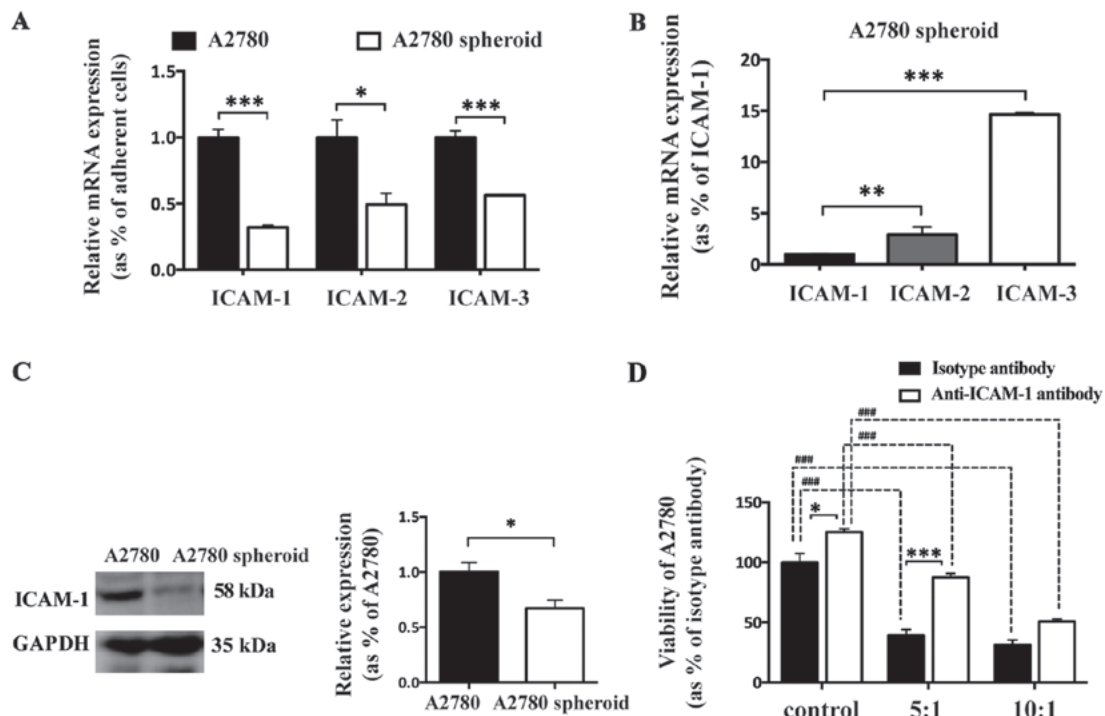 A
A2780
A2780 spheroid
Relative mRNA expression
(as % of adherent cells)
1.5
1.0
0.5
0.0
***
*
***
ICAM-1
ICAM-2
ICAM-3
B
A2780 spheroid
Relative mRNA expression
(as % of ICAM-1)
20
15
10
5
0
***
**
ICAM-1
ICAM-2
ICAM-3
C
A2780
A2780 spheroid
ICAM-1
58 kDa
GAPDH
35 kDa
Relative expression
(as % of A2780)
1.5
1.0
0.5
0.0
*
A2780
A2780 spheroid
D
Isotype antibody
Anti-ICAM-1 antibody
Viability of A2780
(as % of isotype antibody)
150
100
50
0
###
###
###
###
*
***
control
5:1
10:1